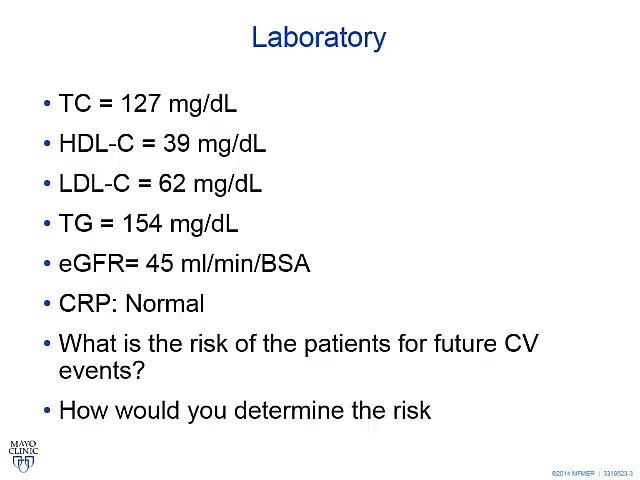 Laboratory
• TC = 127 mg/dL
• HDL-C = 39 mg/dL
• LDL-C = 62 mg/dL
• TG = 154 mg/dL
• eGFR= 45 ml/min/BSA
• CRP: Normal
• What is the risk of the patients for future CV
events?
• How would you determine the risk
MAYO
CLINIC
©2014 MFMER | 3319523-3